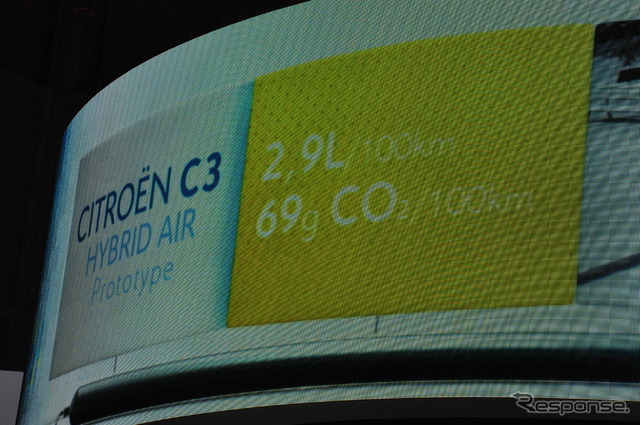 CITROËN C3
HYBRID AIR
Prototype
2,9L/100km
69g CO2/100km
Response.